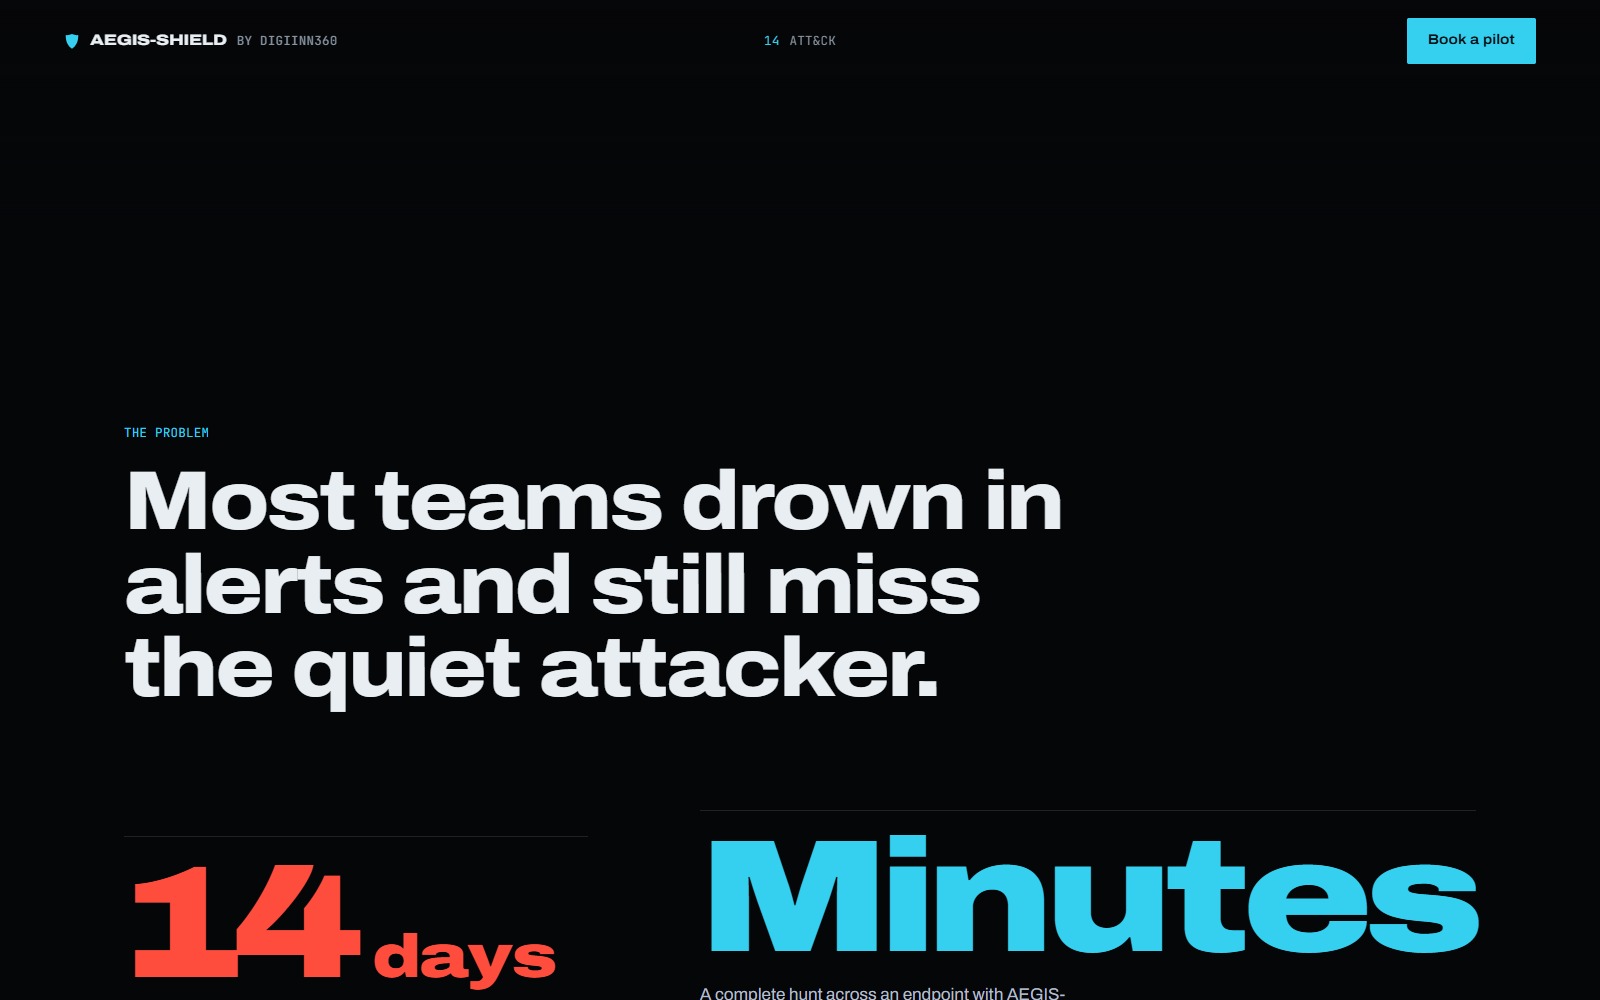 AEGIS-SHIELD BY DIGIINN360
14 ATT&CK
Book a pilot
THE PROBLEM
Most teams drown in
alerts and still miss
the quiet attacker.
14 days
Minutes
A complete hunt across an endpoint with AEGIS-